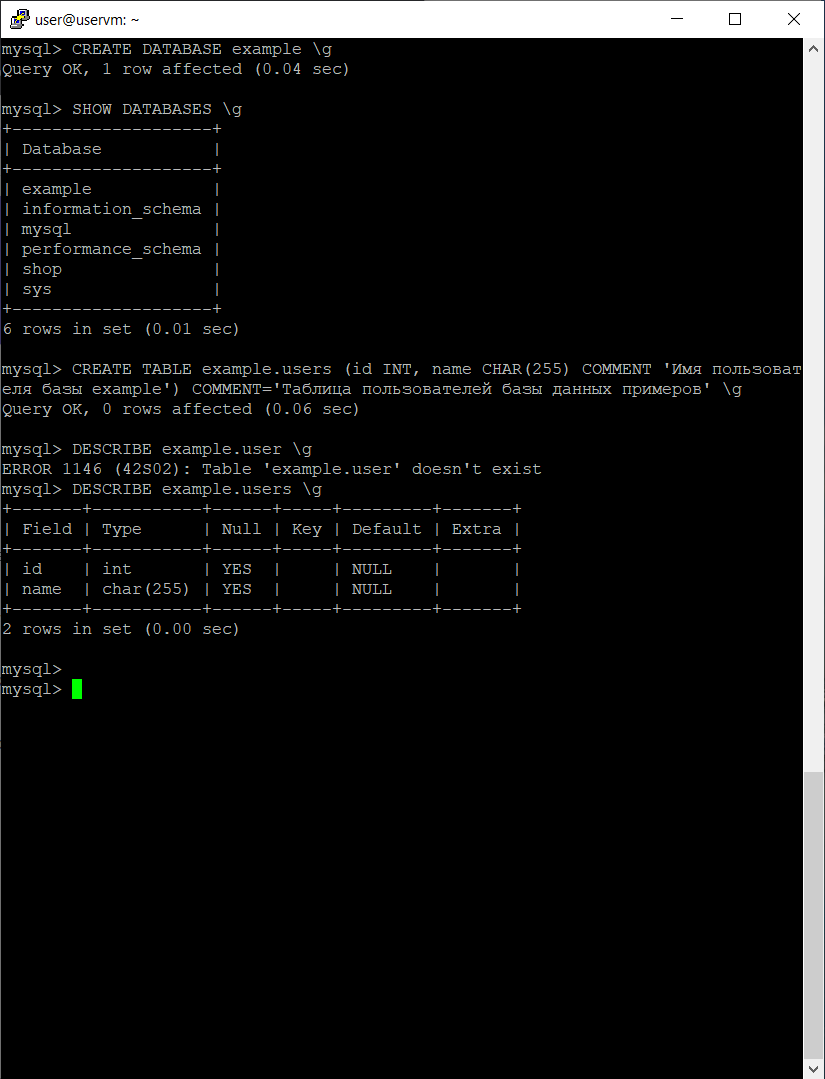 user@uservm: ~
mysql> CREATE DATABASE example \g
Query OK, 1 row affected (0.04 sec)
mysql> SHOW DATABASES \g
+--------------------+
| Database           |
+--------------------+
| example            |
| information_schema |
| mysql              |
| performance_schema |
| shop               |
| sys                |
+--------------------+
6 rows in set (0.01 sec)
mysql> CREATE TABLE example.users (id INT, name CHAR(255) COMMENT 'Имя пользоват
еля базы example') COMMENT='Таблица пользователей базы данных примеров' \g
Query OK, 0 rows affected (0.06 sec)
mysql> DESCRIBE example.user \g
ERROR 1146 (42S02): Table 'example.user' doesn't exist
mysql> DESCRIBE example.users \g
+-------+-----------+------+-----+---------+-------+
| Field | Type      | Null | Key | Default | Extra |
+-------+-----------+------+-----+---------+-------+
| id    | int       | YES  |     | NULL    |       |
| name  | char(255) | YES  |     | NULL    |       |
+-------+-----------+------+-----+---------+-------+
2 rows in set (0.00 sec)
mysql>
mysql>